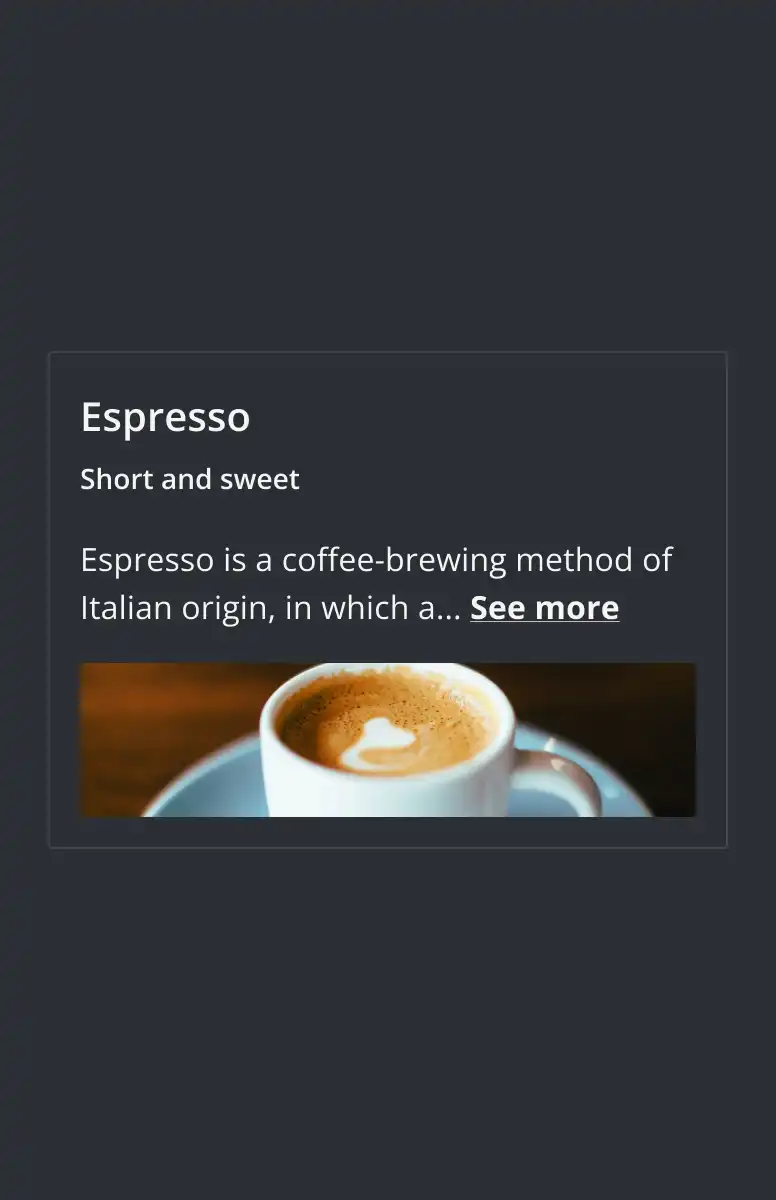 Espresso
Short and sweet
Espresso is a coffee-brewing method of
Italian origin, in which a... See more